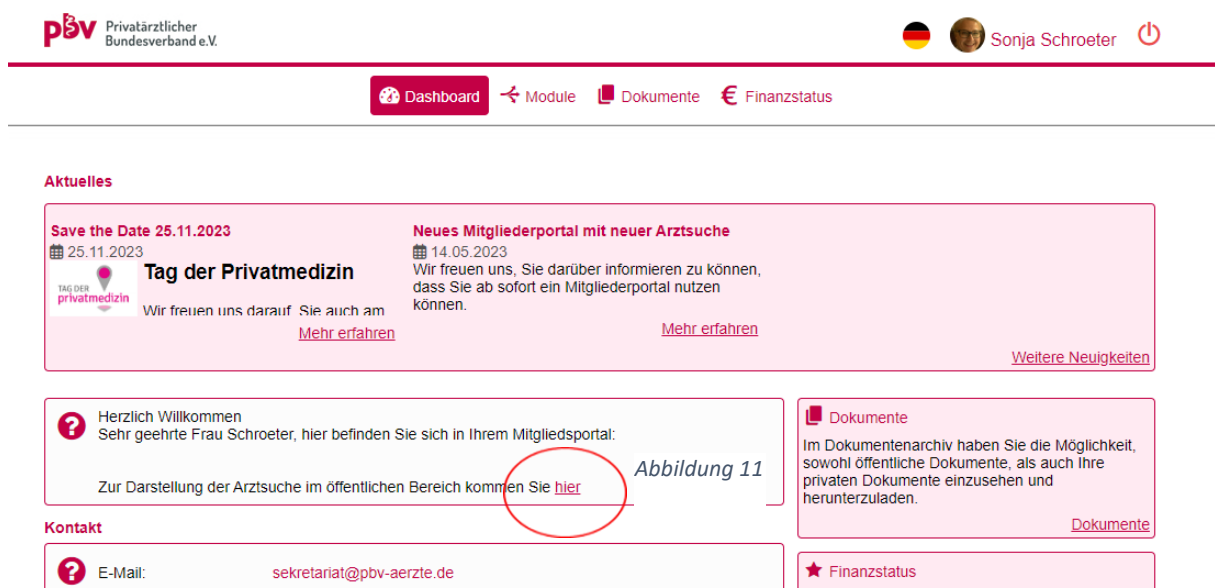 pbv Privatärztlicher
Bundesverband e.V.
Sonja Schroeter
Dashboard Module Dokumente € Finanzstatus
Aktuelles
Save the Date 25.11.2023
25.11.2023
TAG DER
privatmedizin
Tag der Privatmedizin
Wir freuen uns darauf, Sie auch am
Mehr erfahren
Neues Mitgliederportal mit neuer Arztsuche
14.05.2023
Wir freuen uns, Sie darüber informieren zu können,
dass Sie ab sofort ein Mitgliederportal nutzen
können.
Mehr erfahren
Weitere Neuigkeiten
? Herzlich Willkommen
Sehr geehrte Frau Schroeter, hier befinden Sie sich in Ihrem Mitgliedsportal:
Abbildung 11
Zur Darstellung der Arztsuche im öffentlichen Bereich kommen Sie hier
Dokumente
Im Dokumentenarchiv haben Sie die Möglichkeit,
sowohl öffentliche Dokumente, als auch Ihre
privaten Dokumente einzusehen und
herunterzuladen.
Dokumente
Kontakt
? E-Mail: sekretariat@pbv-aerzte.de
Finanzstatus